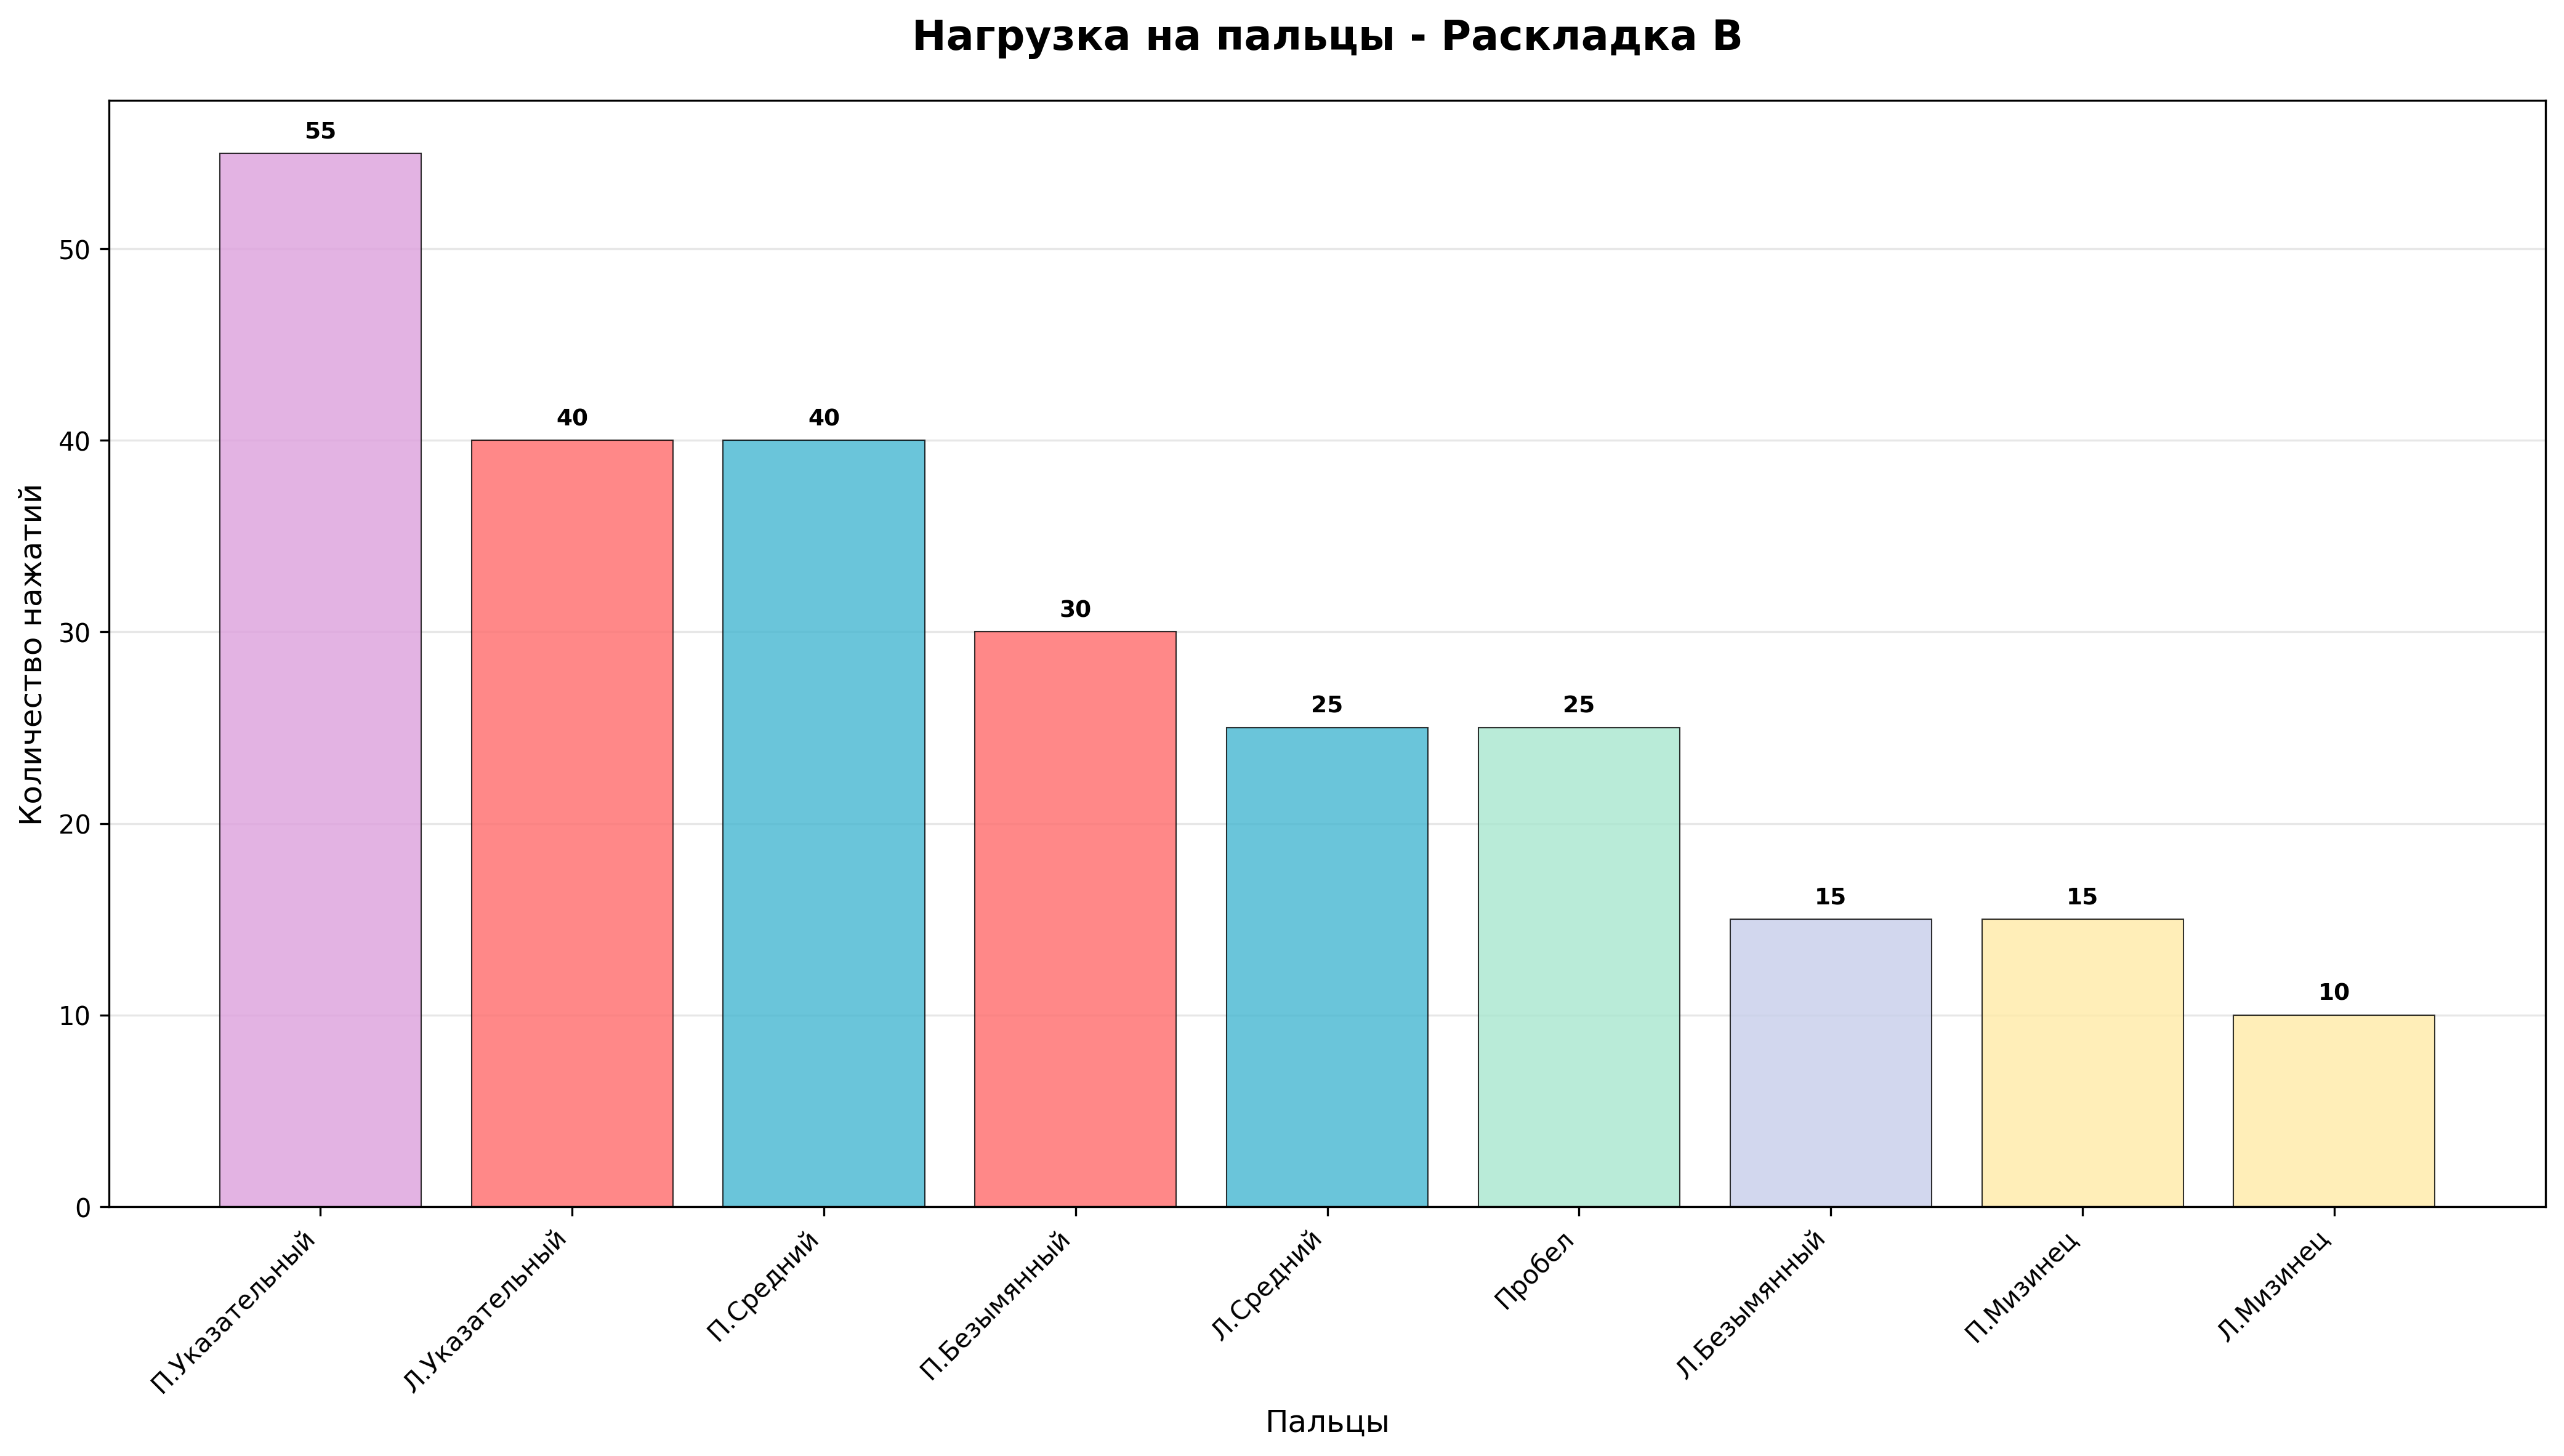 Нагрузка на пальцы - Раскладка B
Количество нажатий
50
40
30
20
10
0
55
40
40
30
25
25
15
15
10
П.Указательный
Л.Указательный
П.Средний
П.Безымянный
Л.Средний
Пробел
Л.Безымянный
П.Мизинец
Л.Мизинец
Пальцы